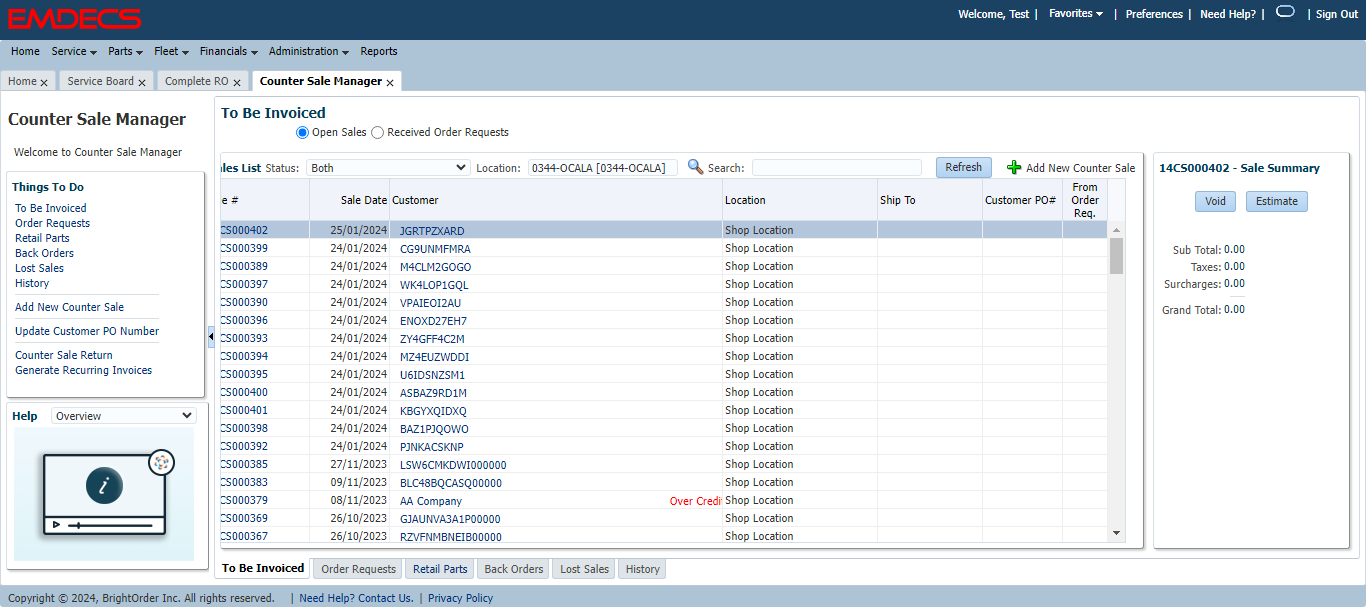 EMDECS
Welcome, Test | Favorites | Preferences | Need Help? | | Sign Out
Home Service Parts Fleet Financials Administration Reports
Home x Service Board x Complete RO x Counter Sale Manager x
Counter Sale Manager
Welcome to Counter Sale Manager
Things To Do
To Be Invoiced
Order Requests
Retail Parts
Back Orders
Lost Sales
History
Add New Counter Sale
Update Customer PO Number
Counter Sale Return
Generate Recurring Invoices
Help Overview
i
To Be Invoiced
Open Sales Received Order Requests
les List Status: Both Location: 0344-OCALA [0344-OCALA] Search: Refresh Add New Counter Sale
e # Sale Date Customer Location Ship To Customer PO# From Order Req.
CS000402 25/01/2024 JGRTPZXARD Shop Location
CS000399 24/01/2024 CG9UNMFMRA Shop Location
CS000389 24/01/2024 M4CLM2GOGO Shop Location
CS000397 24/01/2024 WK4LOP1GQL Shop Location
CS000390 24/01/2024 VPAIEOI2AU Shop Location
CS000396 24/01/2024 ENOXD27EH7 Shop Location
CS000393 24/01/2024 ZY4GFF4C2M Shop Location
CS000394 24/01/2024 MZ4EUZWDDI Shop Location
CS000395 24/01/2024 U6IDSNZSM1 Shop Location
CS000400 24/01/2024 ASBAZ9RD1M Shop Location
CS000401 24/01/2024 KBGYXQIDXQ Shop Location
CS000398 24/01/2024 BAZ1PJQOWO Shop Location
CS000392 24/01/2024 PJNKACSKNP Shop Location
CS000385 27/11/2023 LSW6CMKDWI000000 Shop Location
CS000383 09/11/2023 BLC48BQCASQ00000 Shop Location
CS000379 08/11/2023 AA Company Over Credi Shop Location
CS000369 26/10/2023 GJAUNVA3A1P00000 Shop Location
CS000367 26/10/2023 RZVFNMBNEIB00000 Shop Location
14CS000402 - Sale Summary
Void Estimate
Sub Total: 0.00
Taxes: 0.00
Surcharges: 0.00
Grand Total: 0.00
To Be Invoiced Order Requests Retail Parts Back Orders Lost Sales History
Copyright © 2024, BrightOrder Inc. All rights reserved. | Need Help? Contact Us. | Privacy Policy